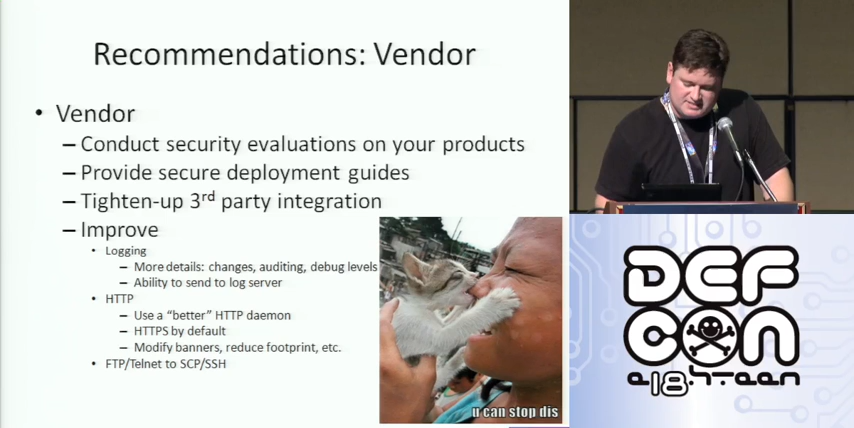 Recommendations: Vendor
• Vendor
– Conduct security evaluations on your products
– Provide secure deployment guides
– Tighten-up 3rd party integration
– Improve
• Logging
– More details: changes, auditing, debug levels
– Ability to send to log server
• HTTP
– Use a “better” HTTP daemon
– HTTPS by default
– Modify banners, reduce footprint, etc.
• FTP/Telnet to SCP/SSH
u can stop dis
DEF
CON
e18h-teen